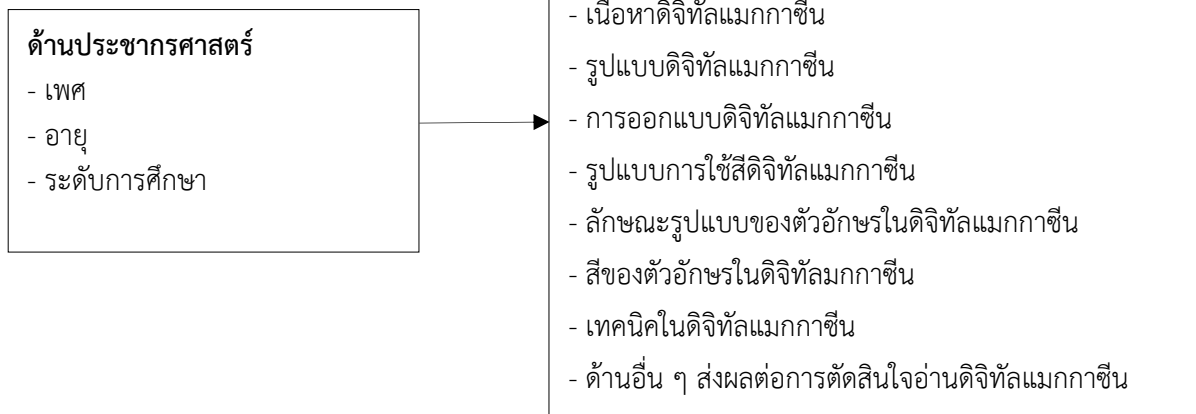 ด้านประชากรศาสตร์
- เพศ
- อายุ
- ระดับการศึกษา
- เนื้อหาดิจิทัลแมกกาซีน
- รูปแบบดิจิทัลแมกกาซีน
- การออกแบบดิจิทัลแมกกาซีน
- รูปแบบการใช้สีดิจิทัลแมกกาซีน
- ลักษณะรูปแบบของตัวอักษรในดิจิทัลแมกกาซีน
- สีของตัวอักษรในดิจิทัลมกกาซีน
- เทคนิคในดิจิทัลแมกกาซีน
- ด้านอื่น ๆ ส่งผลต่อการตัดสินใจอ่านดิจิทัลแมกกาซีน